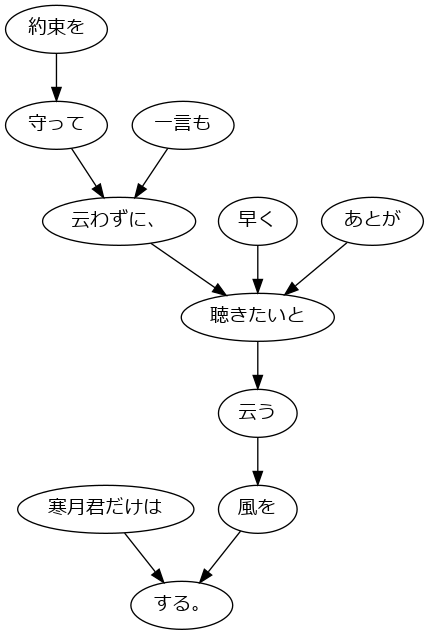 約束を
守って
一言も
云わずに、
早く
あとが
聴きたいと
云う
寒月君だけは
風を
する。